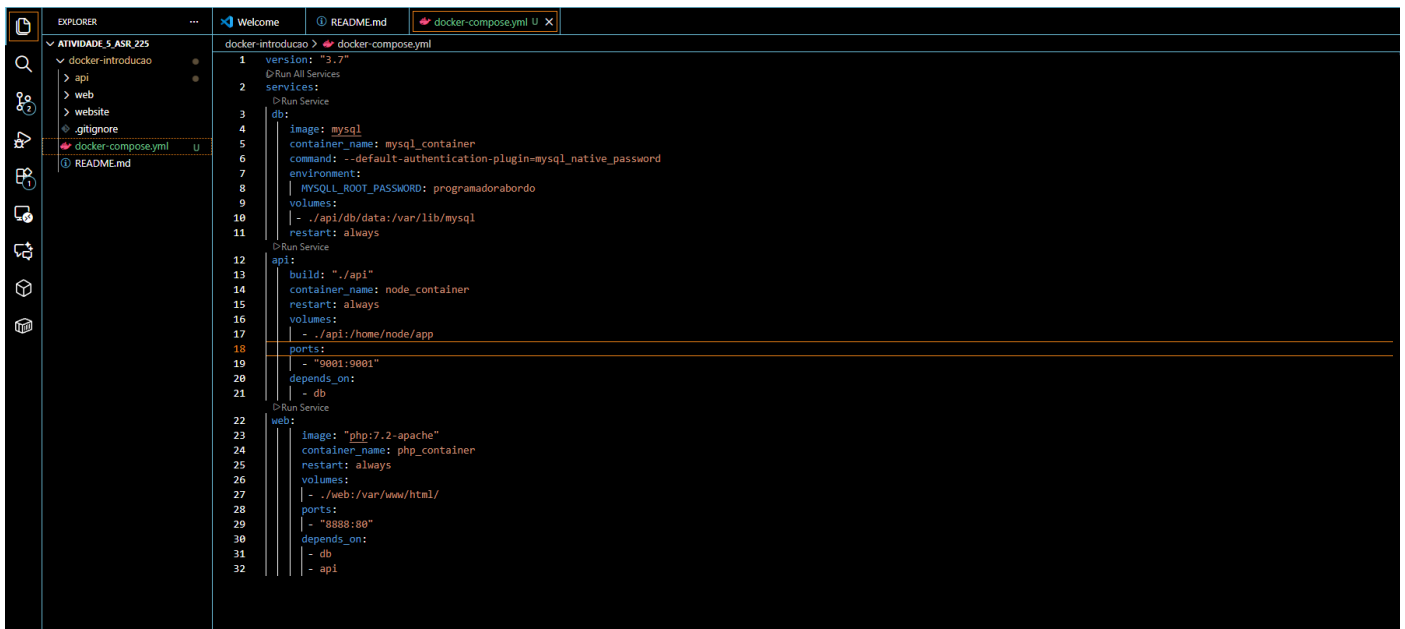 EXPLORER ...
Welcome README.md docker-compose.yml U
ATIVIDADE_5_ASR_225
docker-introducao > docker-compose.yml
docker-introducao
api
web
website
.gitignore
docker-compose.yml U
README.md
2
1
1 version: "3.7"
Run All Services
2 services:
Run Service
3 db:
4 image: mysql
5 container_name: mysql_container
6 command: --default-authentication-plugin=mysql_native_password
7 environment:
8 MYSQLL_ROOT_PASSWORD: programadorabordo
9 volumes:
10 - ./api/db/data:/var/lib/mysql
11 restart: always
Run Service
12 api:
13 build: "./api"
14 container_name: node_container
15 restart: always
16 volumes:
17 - ./api:/home/node/app
18 ports:
19 - "9001:9001"
20 depends_on:
21 - db
Run Service
22 web:
23 image: "php:7.2-apache"
24 container_name: php_container
25 restart: always
26 volumes:
27 - ./web:/var/www/html/
28 ports:
29 - "8888:80"
30 depends_on:
31 - db
32 - api